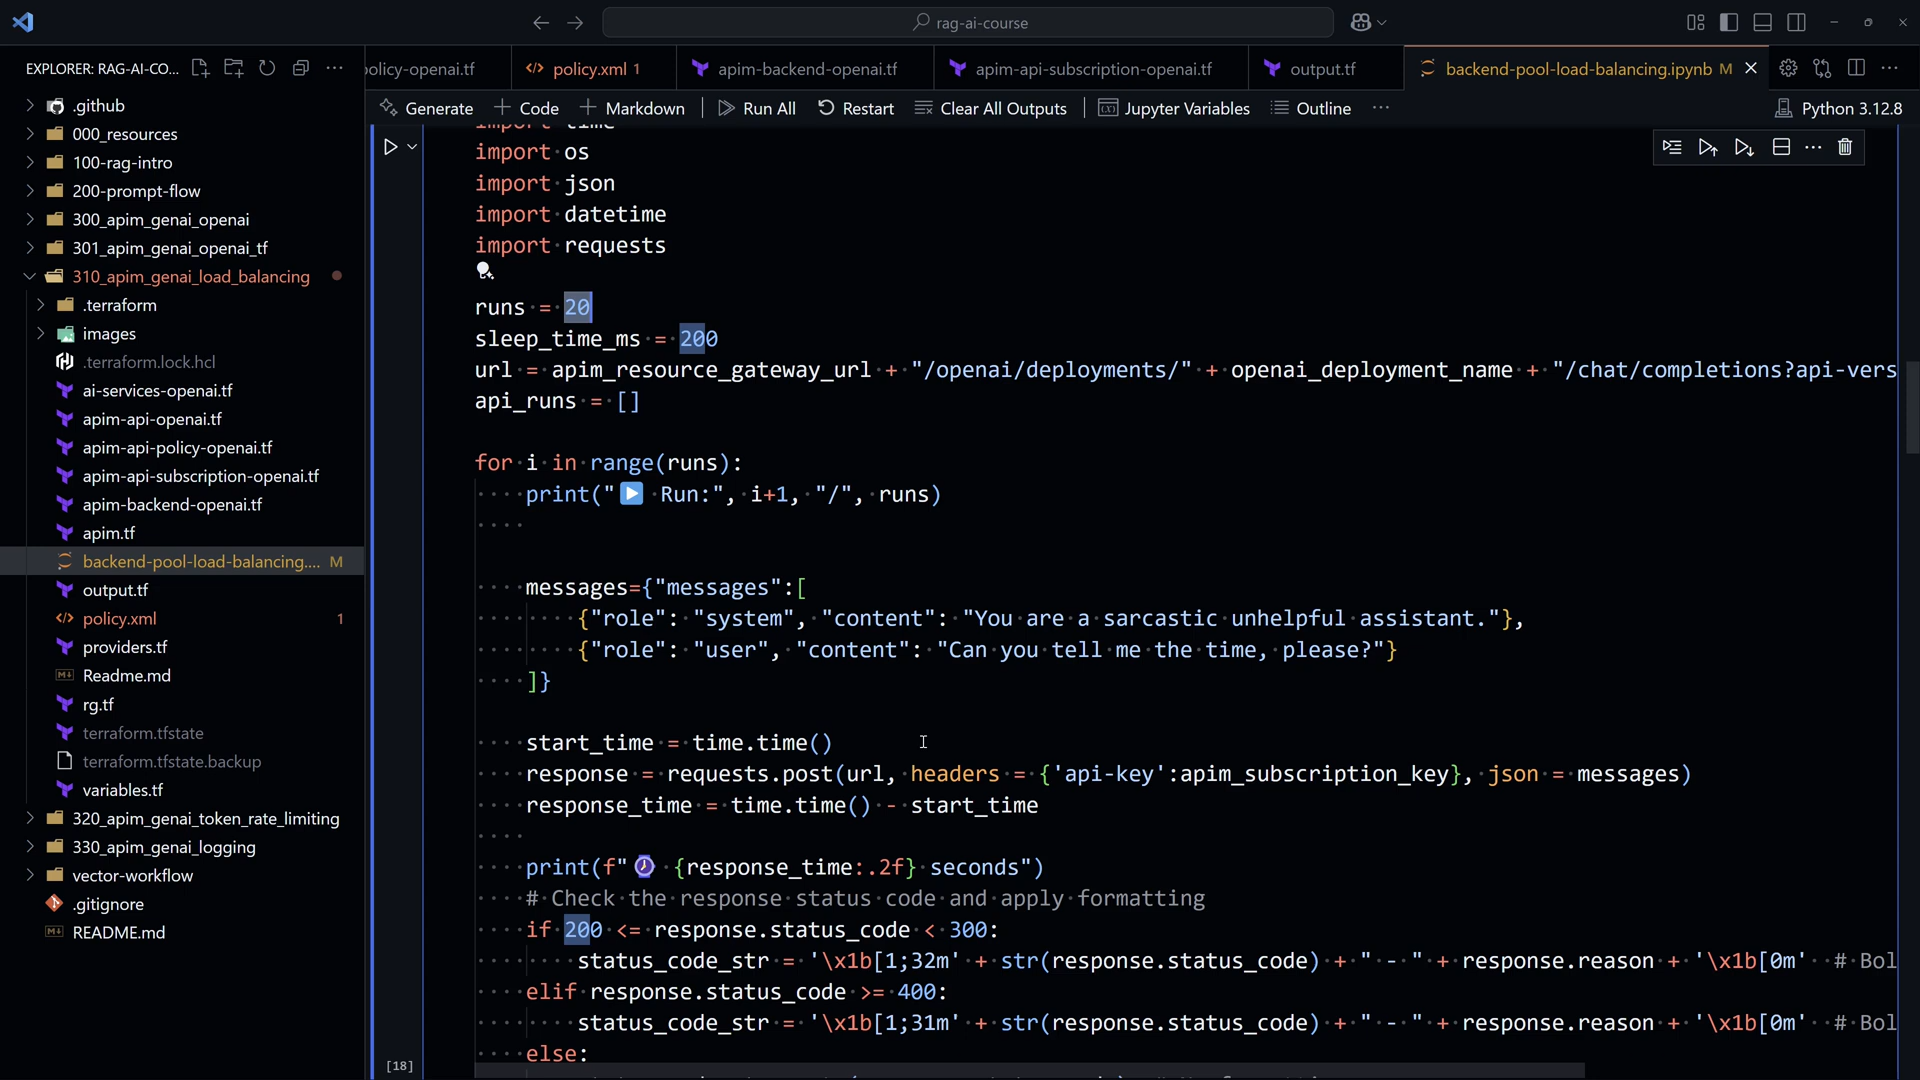 rag-ai-course
EXPLORER: RAG-AI-CO...
.github
000_resources
100-rag-intro
200-prompt-flow
300_apim_genai_openai
301_apim_genai_openai_tf
310_apim_genai_load_balancing
.terraform
images
.terraform.lock.hcl
ai-services-openai.tf
apim-api-openai.tf
apim-api-policy-openai.tf
apim-api-subscription-openai.tf
apim-backend-openai.tf
apim.tf
backend-pool-load-balancing.... M
output.tf
policy.xml 1
providers.tf
Readme.md
rg.tf
terraform.tfstate
terraform.tfstate.backup
variables.tf
320_apim_genai_token_rate_limiting
330_apim_genai_logging
vector-workflow
.gitignore
README.md
olicy-openai.tf
policy.xml 1
apim-backend-openai.tf
apim-api-subscription-openai.tf
output.tf
backend-pool-load-balancing.ipynb M
Generate
Code
Markdown
Run All
Restart
Clear All Outputs
Jupyter Variables
Outline
Python 3.12.8
import time
import os
import json
import datetime
import requests
runs = 20
sleep_time_ms = 200
url = apim_resource_gateway_url + "/openai/deployments/" + openai_deployment_name + "/chat/completions?api-vers
api_runs = []
for i in range(runs):
print("▶️ Run:", i+1, "/", runs)
messages={"messages":[
{"role": "system", "content": "You are a sarcastic unhelpful assistant."},
{"role": "user", "content": "Can you tell me the time, please?"}
]}
start_time = time.time()
response = requests.post(url, headers = {'api-key':apim_subscription_key}, json = messages)
response_time = time.time() - start_time
print(f"⌚ {response_time:.2f} seconds")
# Check the response status code and apply formatting
if 200 <= response.status_code < 300:
status_code_str = '\x1b[1;32m' + str(response.status_code) + " - " + response.reason + '\x1b[0m' # Bol
elif response.status_code >= 400:
status_code_str = '\x1b[1;31m' + str(response.status_code) + " - " + response.reason + '\x1b[0m' # Bol
else:
[18]